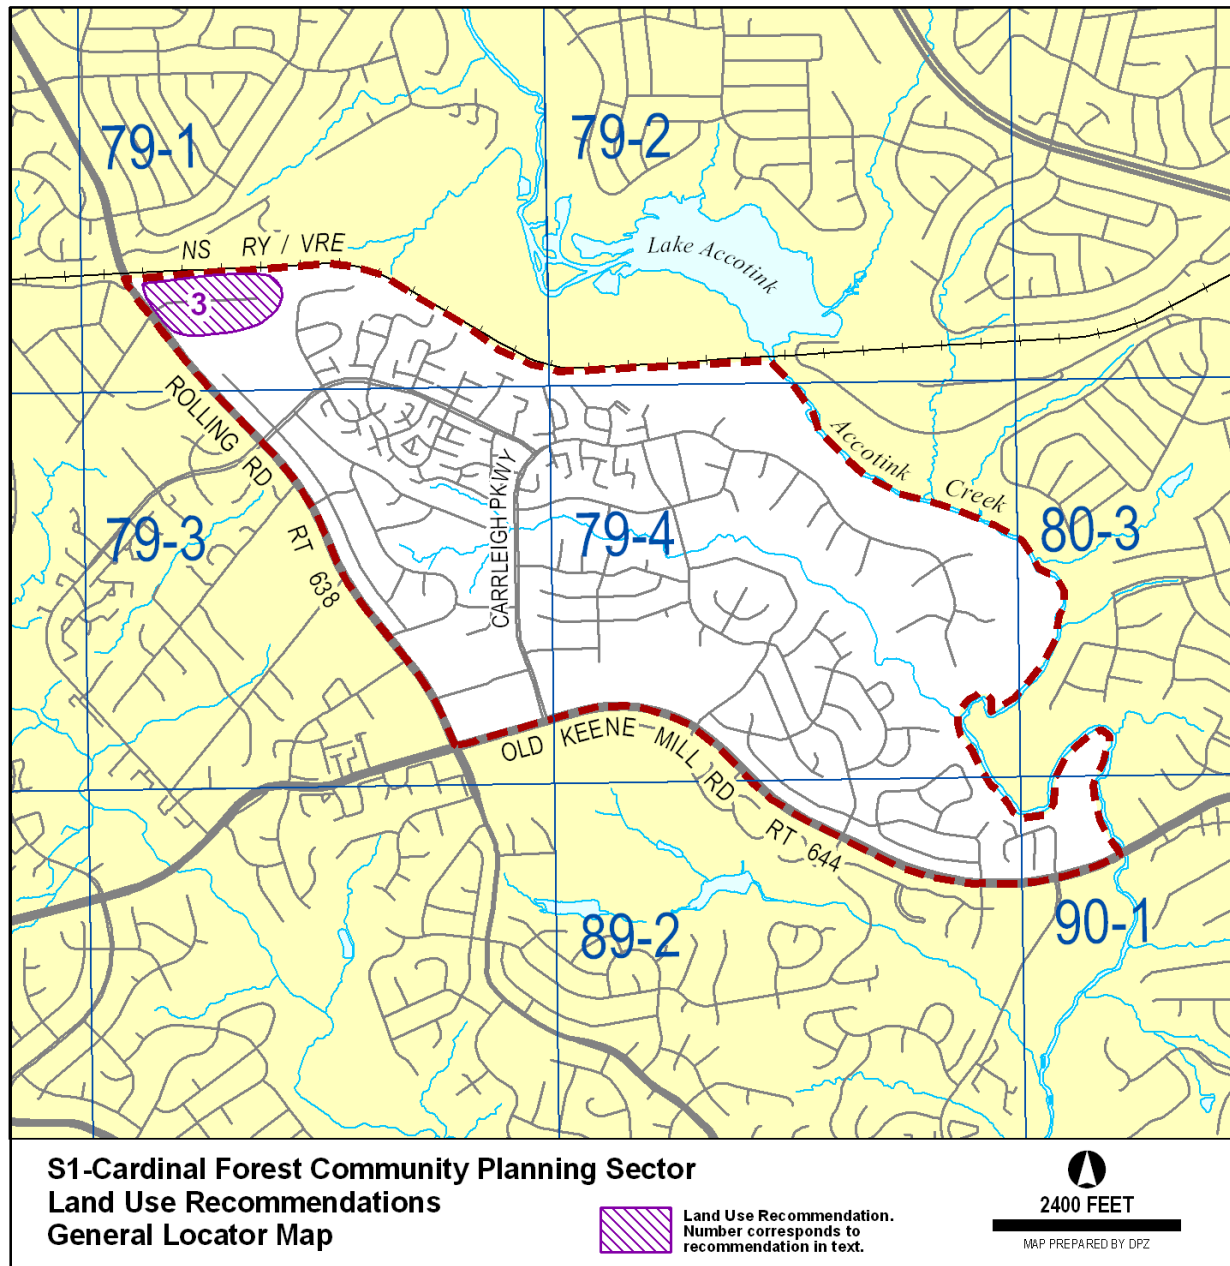 79-1
79-2
NS RY / VRE
Lake Accotink
3
ROLLING RD
RT 638
CARRLEIGH PKWY
Accotink Creek
79-3
79-4
80-3
OLD KEENE MILL RD
RT 644
89-2
90-1
S1-Cardinal Forest Community Planning Sector
Land Use Recommendations
General Locator Map
Land Use Recommendation.
Number corresponds to
recommendation in text.
2400 FEET
MAP PREPARED BY DPZ